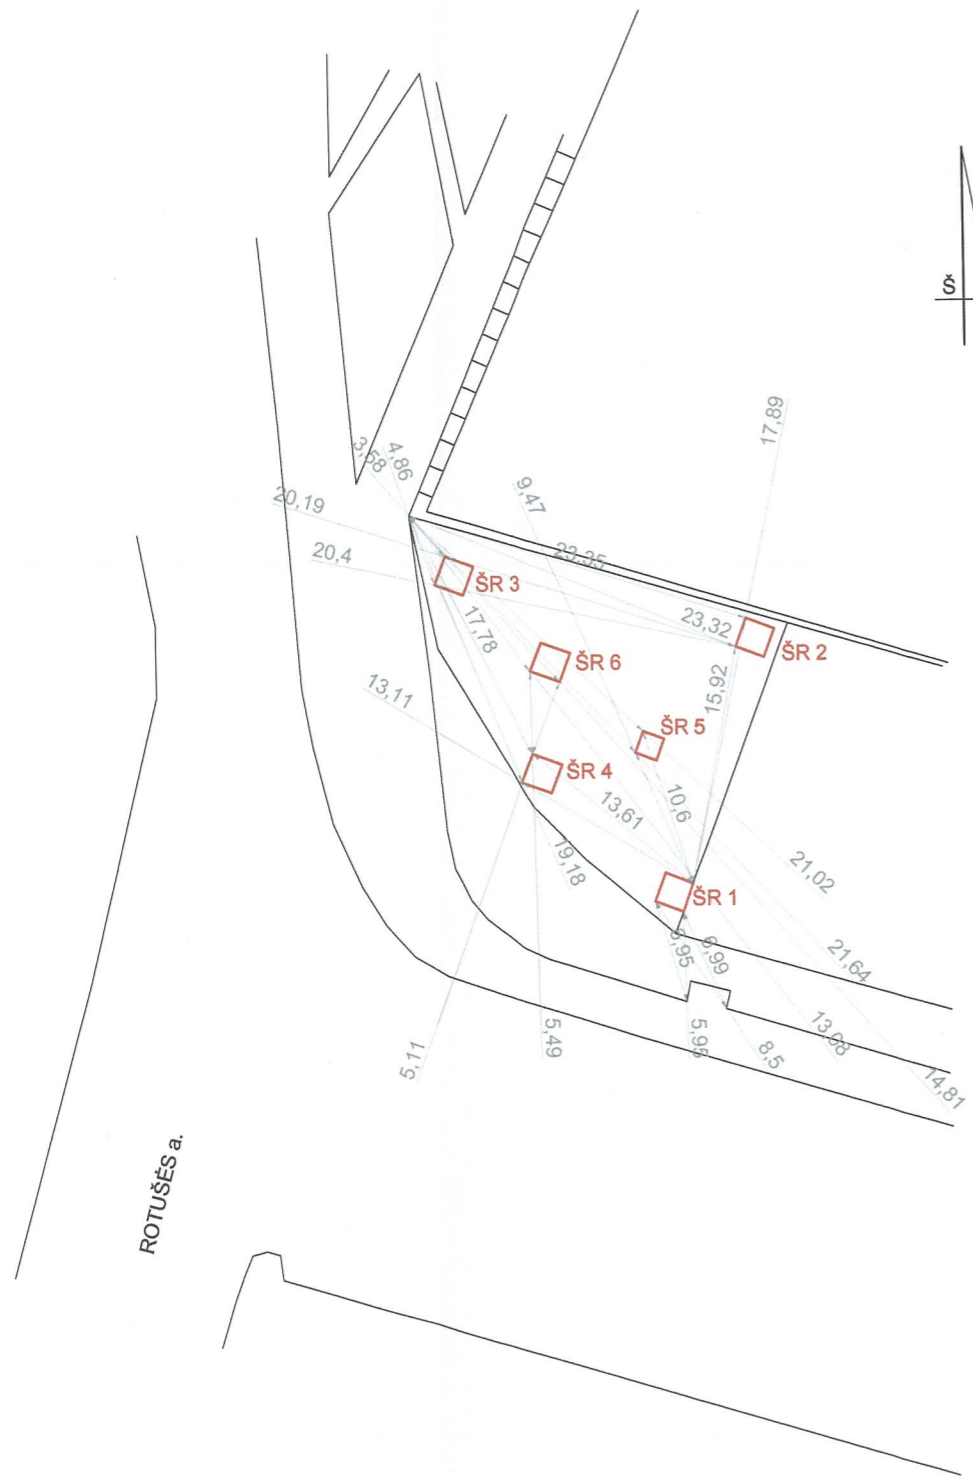 Š
17,89
3,58
4,86
9,47
20,19
20,4
23,35
ŠR 3
17,78
23,32
ŠR 2
ŠR 6
13,11
15,92
ŠR 5
ŠR 4
10,6
13,61
19,18
21,02
ŠR 1
6,99
21,64
5,95
13,08
5,49
8,5
5,11
14,81
ROTUŠĖS a.